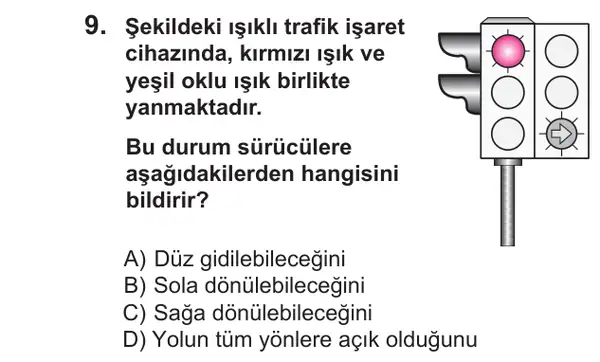 9. Şekildeki ışıklı trafik işaret
cihazında, kırmızı ışık ve
yeşil oklu ışık birlikte
yanmaktadır.
Bu durum sürücülere
aşağıdakilerden hangisini
bildirir?
A) Düz gidilebileceğini
B) Sola dönülebileceğini
C) Sağa dönülebileceğini
D) Yolun tüm yönlere açık olduğunu